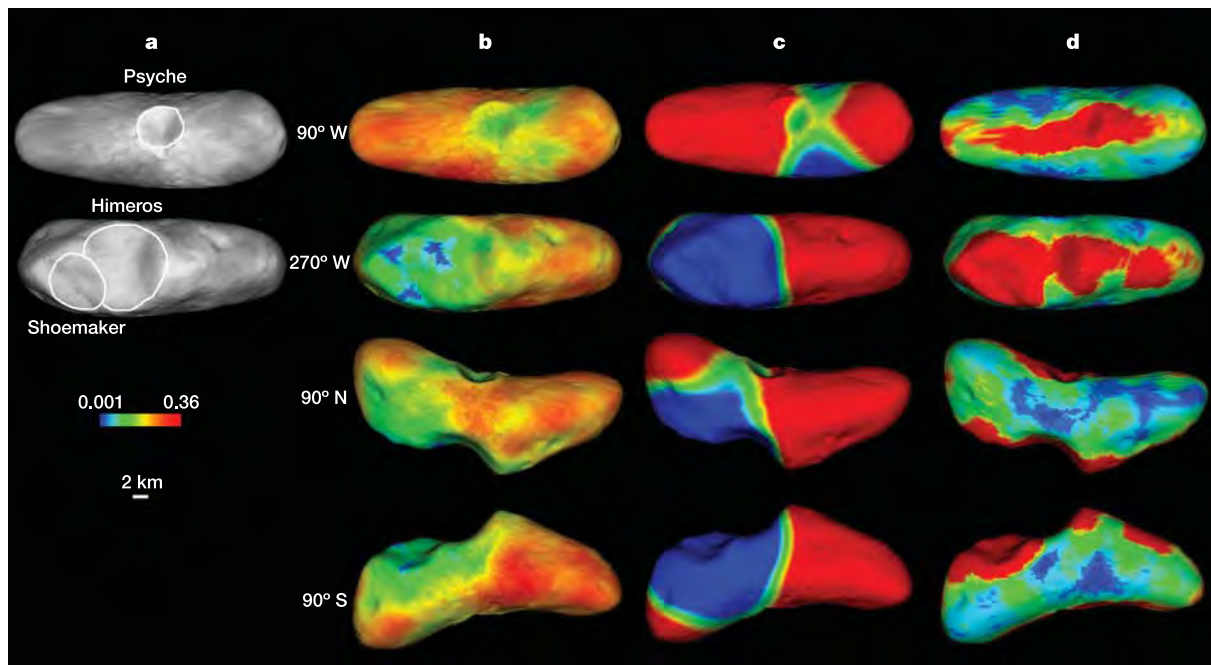 a b c d
Psyche
90° W
Himeros
270° W
Shoemaker
90° N
0.001 0.36
2 km
90° S